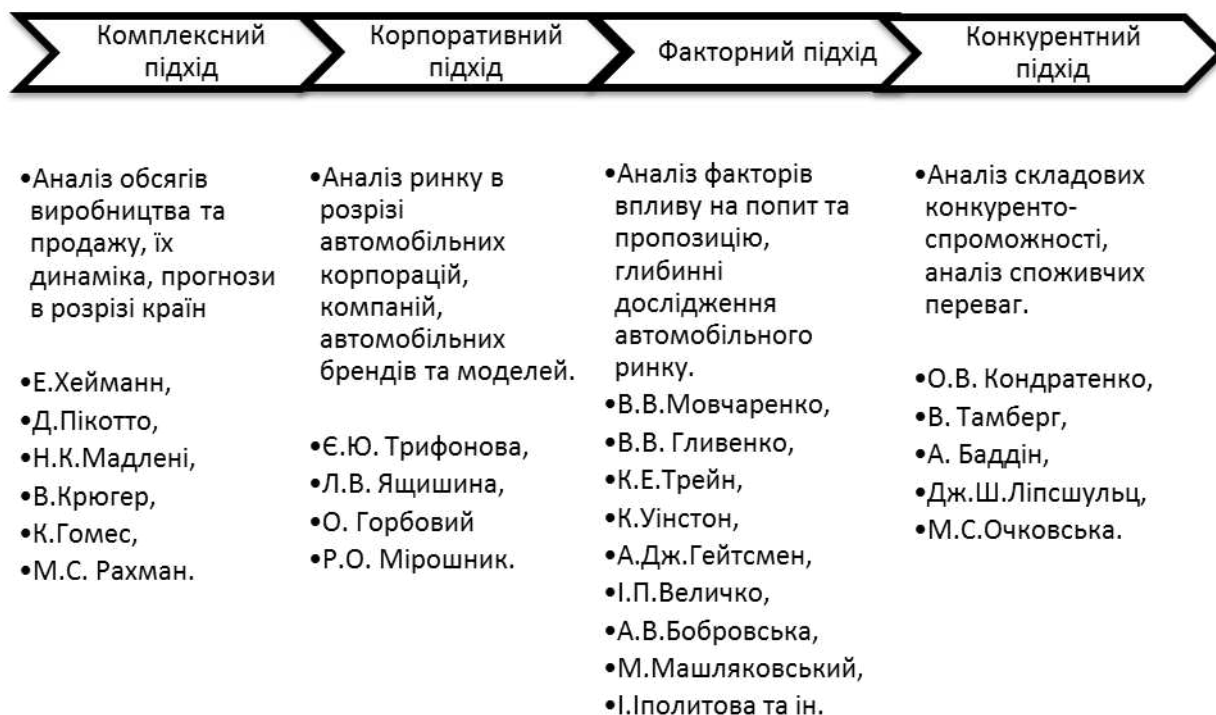 Комплексний
підхід
Корпоративний
підхід
Факторний підхід
Конкурентний
підхід
•Аналіз обсягів
виробництва та
продажу, їх
динаміка, прогнози
в розрізі країн
•Е.Хейманн,
•Д.Пікотто,
•Н.К.Мадлені,
•В.Крюгер,
•К.Гомес,
•М.С. Рахман.
•Аналіз ринку в
розрізі
автомобільних
корпорацій,
компаній,
автомобільних
брендів та моделей.
•Є.Ю. Трифонова,
•Л.В. Ящишина,
•О. Горбовий
•Р.О. Мірошник.
•Аналіз факторів
впливу на попит та
пропозицію,
глибинні
дослідження
автомобільного
ринку.
•В.В.Мовчаренко,
•В.В. Гливенко,
•К.Е.Трейн,
•К.Уінстон,
•А.Дж.Гейтсмен,
•І.П.Величко,
•А.В.Бобровська,
•М.Машляковський,
•І.Іполитова та ін.
•Аналіз складових
конкуренто-
спроможності,
аналіз споживчих
переваг.
•О.В. Кондратенко,
•В. Тамберг,
•А. Баддін,
•Дж.Ш.Ліпсшульц,
•М.С.Очковська.